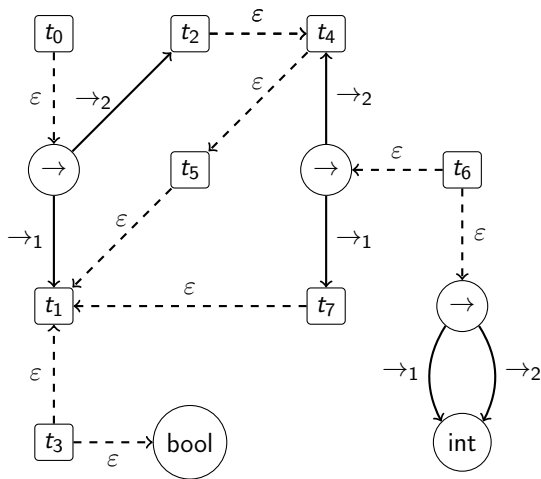 t₀ t₂ ε t₄
ε →₂ →₂
→ t₅ → ε t₆
ε ε
→₁ ε →₁
t₁ ε t₇ →
ε →₁ →₂
t₃ ε bool int